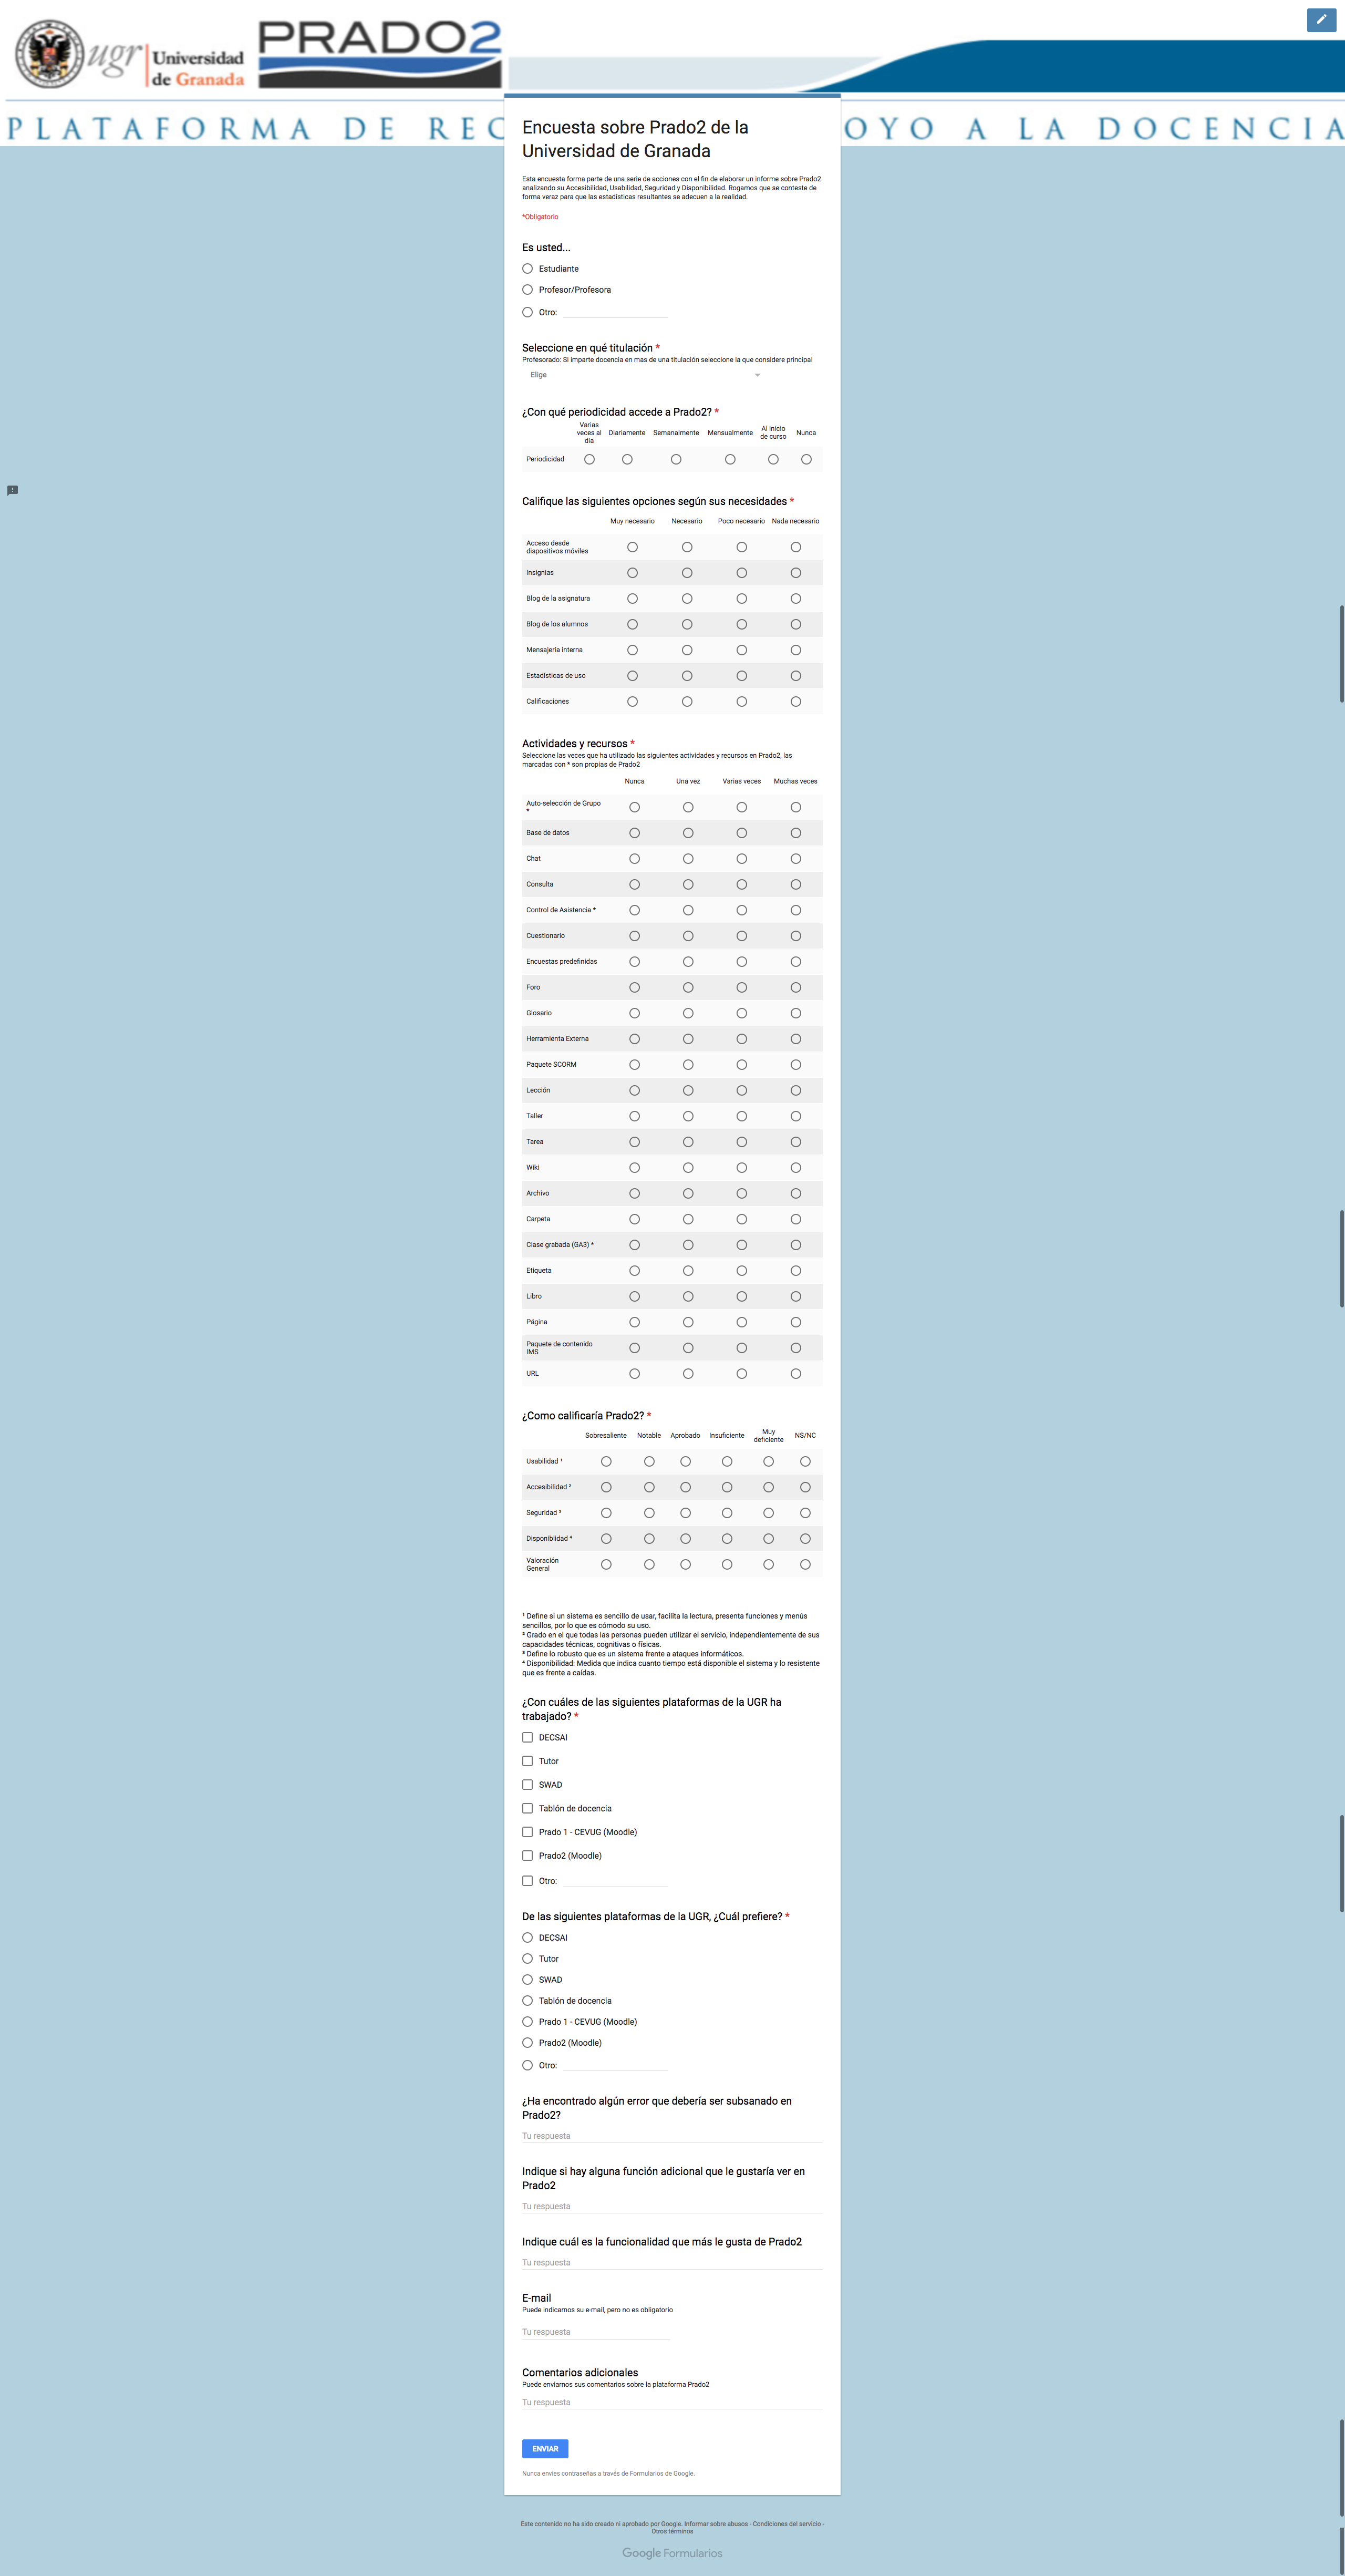 ugr Universidad
de Granada
PRADO2
PLATAFORMA DE REC
OYO A LA DOCENCIA
Encuesta sobre Prado2 de la
Universidad de Granada
Esta encuesta forma parte de una serie de acciones con el fin de elaborar un informe sobre Prado2
analizando su Accesibilidad, Usabilidad, Seguridad y Disponibilidad. Rogamos que se conteste de
forma veraz para que las estadísticas resultantes se adecuen a la realidad.
*Obligatorio
Es usted...
Estudiante
Profesor/Profesora
Otro:
Seleccione en qué titulación *
Profesorado: Si imparte docencia en mas de una titulación seleccione la que considere principal
Elige
¿Con qué periodicidad accede a Prado2? *
Varias
veces al
dia
Diariamente
Semanalmente
Mensualmente
Al inicio
de curso
Nunca
Periodicidad
Califique las siguientes opciones según sus necesidades *
Muy necesario Necesario Poco necesario Nada necesario
Acceso desde
dispositivos móviles
Insignias
Blog de la asignatura
Blog de los alumnos
Mensajería interna
Estadísticas de uso
Calificaciones
Actividades y recursos *
Seleccione las veces que ha utilizado las siguientes actividades y recursos en Prado2, las
marcadas con * son propias de Prado2
Nunca Una vez Varias veces Muchas veces
Auto-selección de Grupo
*
Base de datos
Chat
Consulta
Control de Asistencia *
Cuestionario
Encuestas predefinidas
Foro
Glosario
Herramienta Externa
Paquete SCORM
Lección
Taller
Tarea
Wiki
Archivo
Carpeta
Clase grabada (GA3) *
Etiqueta
Libro
Página
Paquete de contenido
IMS
URL
¿Como calificaría Prado2? *
Sobresaliente Notable Aprobado Insuficiente
Muy
deficiente
NS/NC
Usabilidad ¹
Accesibilidad ²
Seguridad ³
Disponiblidad ⁴
Valoración
General
¹ Define si un sistema es sencillo de usar, facilita la lectura, presenta funciones y menús
sencillos, por lo que es cómodo su uso.
² Grado en el que todas las personas pueden utilizar el servicio, independientemente de sus
capacidades técnicas, cognitivas o físicas.
³ Define lo robusto que es un sistema frente a ataques informáticos.
⁴ Disponibilidad: Medida que indica cuanto tiempo está disponible el sistema y lo resistente
que es frente a caídas.
¿Con cuáles de las siguientes plataformas de la UGR ha
trabajado? *
DECSAI
Tutor
SWAD
Tablón de docencia
Prado 1 - CEVUG (Moodle)
Prado2 (Moodle)
Otro:
De las siguientes plataformas de la UGR, ¿Cuál prefiere? *
DECSAI
Tutor
SWAD
Tablón de docencia
Prado 1 - CEVUG (Moodle)
Prado2 (Moodle)
Otro:
¿Ha encontrado algún error que debería ser subsanado en
Prado2?
Tu respuesta
Indique si hay alguna función adicional que le gustaría ver en
Prado2
Tu respuesta
Indique cuál es la funcionalidad que más le gusta de Prado2
Tu respuesta
E-mail
Puede indicarnos su e-mail, pero no es obligatorio
Tu respuesta
Comentarios adicionales
Puede enviarnos sus comentarios sobre la plataforma Prado2
Tu respuesta
ENVIAR
Nunca envíes contraseñas a través de Formularios de Google.
Este contenido no ha sido creado ni aprobado por Google. Informar sobre abusos - Condiciones del servicio -
Otros términos
Google Formularios